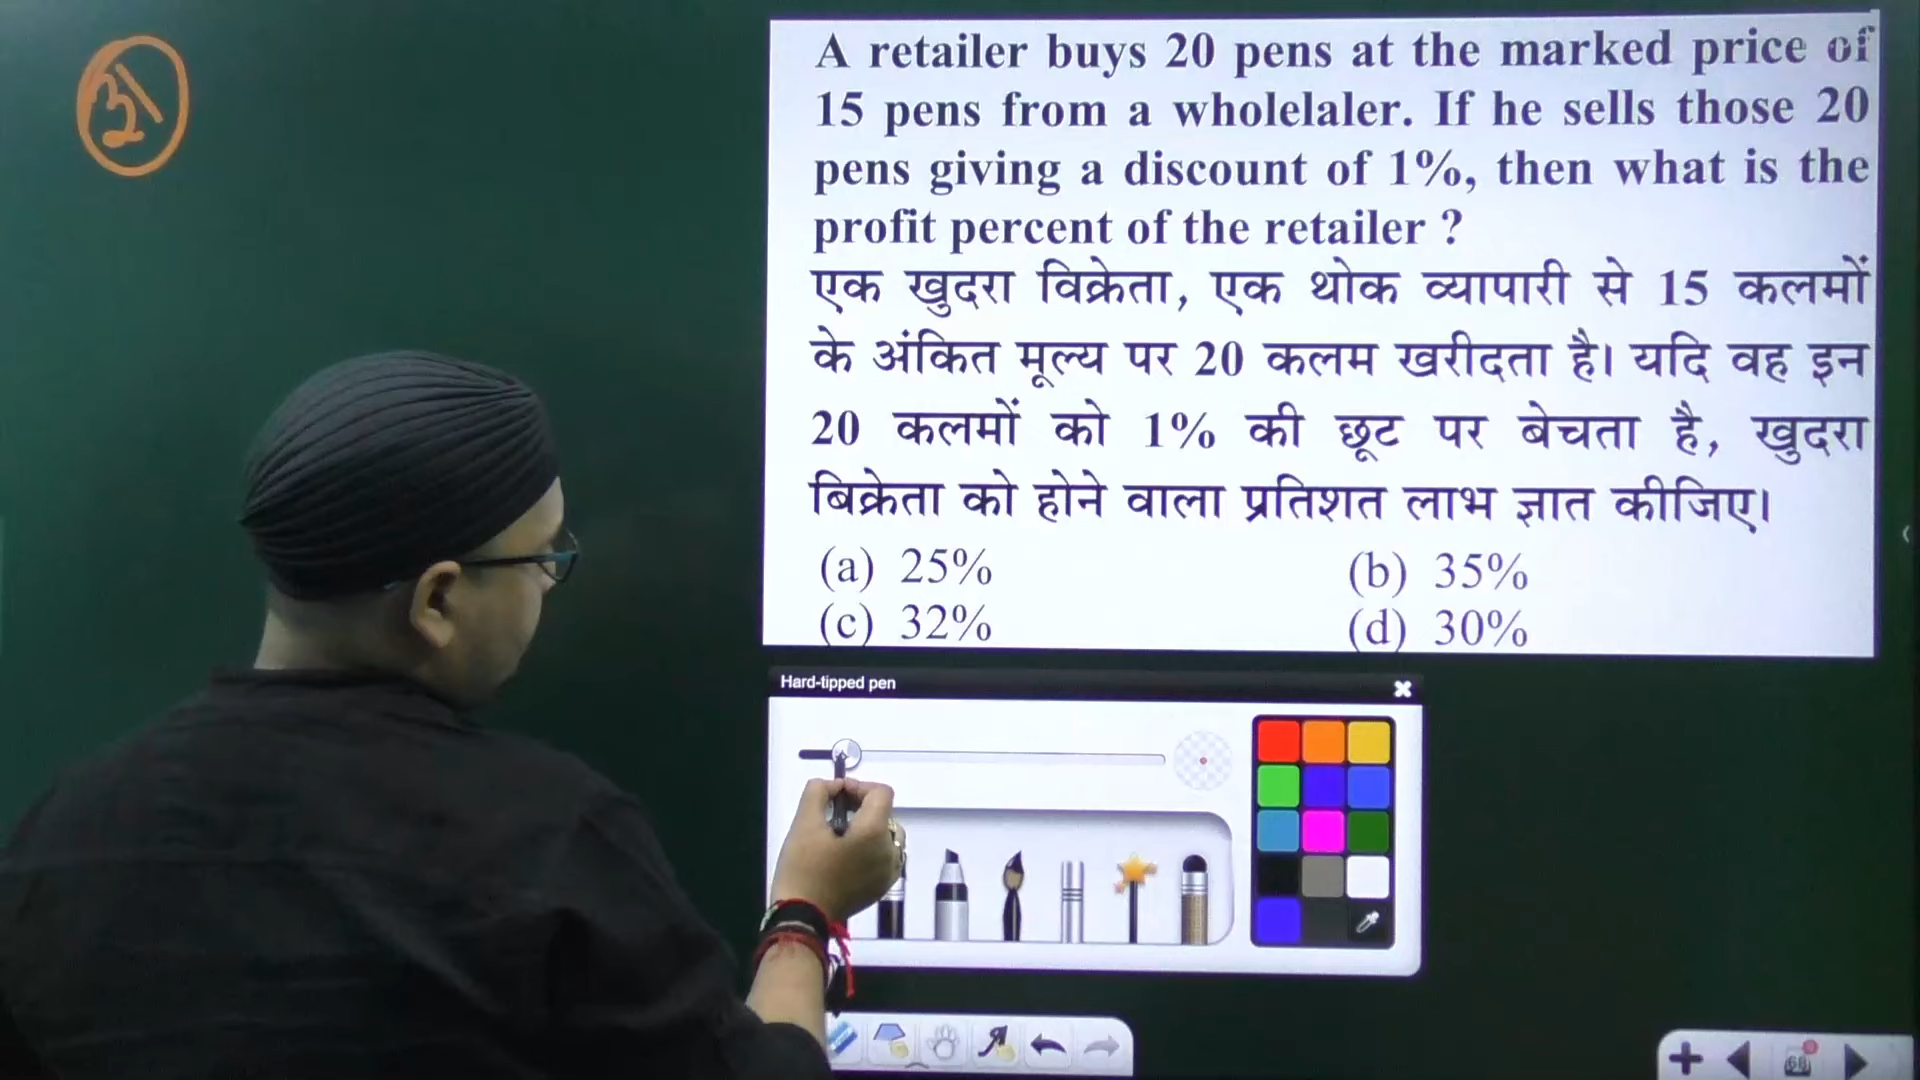 A retailer buys 20 pens at the marked price of
15 pens from a wholelaler. If he sells those 20
pens giving a discount of 1%, then what is the
profit percent of the retailer ?
एक खुदरा विक्रेता, एक थोक व्यापारी से 15 कलमों
के अंकित मूल्य पर 20 कलम खरीदता है। यदि वह इन
20 कलमों को 1% की छूट पर बेचता है, खुदरा
बिक्रेता को होने वाला प्रतिशत लाभ ज्ञात कीजिए।
(a) 25% (b) 35%
(c) 32% (d) 30%
Hard-tipped pen
68